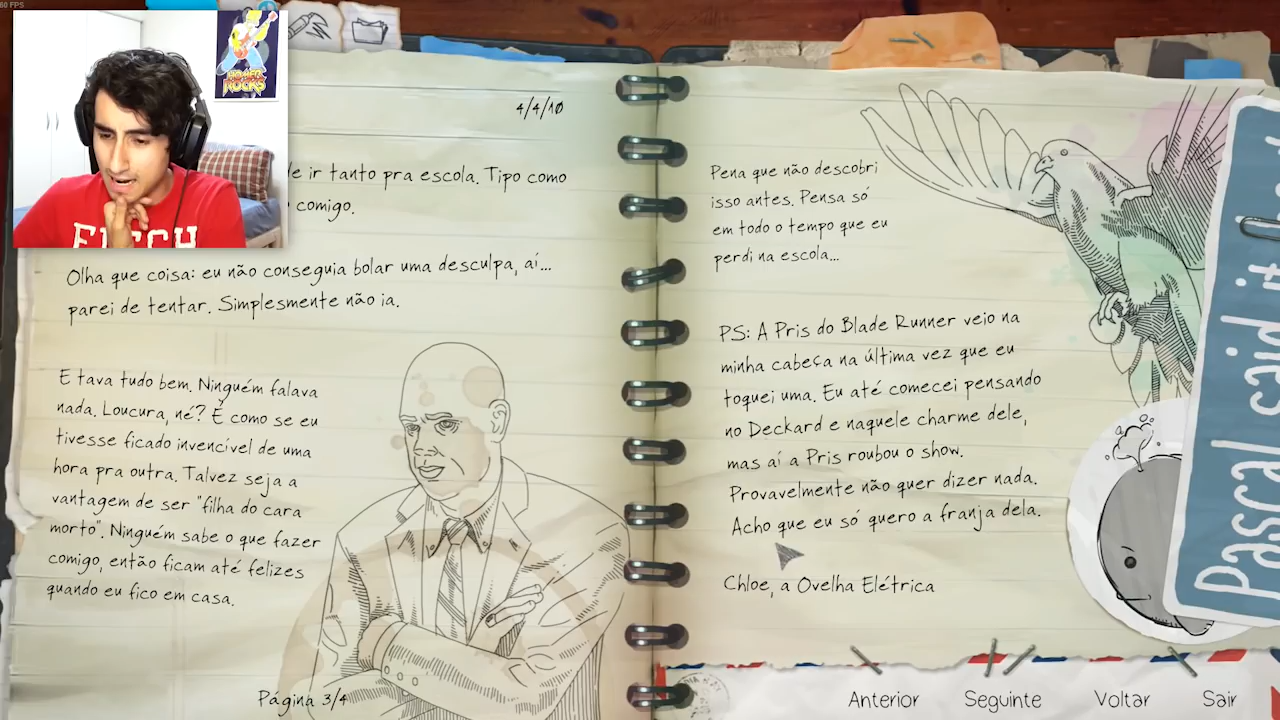 60 FPS
HOMER
ROCKS
4/4/10
de ir tanto pra escola. Tipo como
comigo.
Olha que coisa: eu não conseguia bolar uma desculpa, aí...
parei de tentar. Simplesmente não ia.
E tava tudo bem. Ninguém falava
nada. Loucura, né? É como se eu
tivesse ficado invencível de uma
hora pra outra. Talvez seja a
vantagem de ser "filha do cara
morto". Ninguém sabe o que fazer
comigo, então ficam até felizes
quando eu fico em casa.
Página 3/4
Pena que não descobri
isso antes. Pensa só
em todo o tempo que eu
perdi na escola...
PS: A Pris do Blade Runner veio na
minha cabeça na última vez que eu
toquei uma. Eu até comecei pensando
no Deckard e naquele charme dele,
mas aí a Pris roubou o show.
Provavelmente não quer dizer nada.
Acho que eu só quero a franja dela.
Chloe, a Ovelha Elétrica
Pascal said it
Anterior Seguinte Voltar Sair